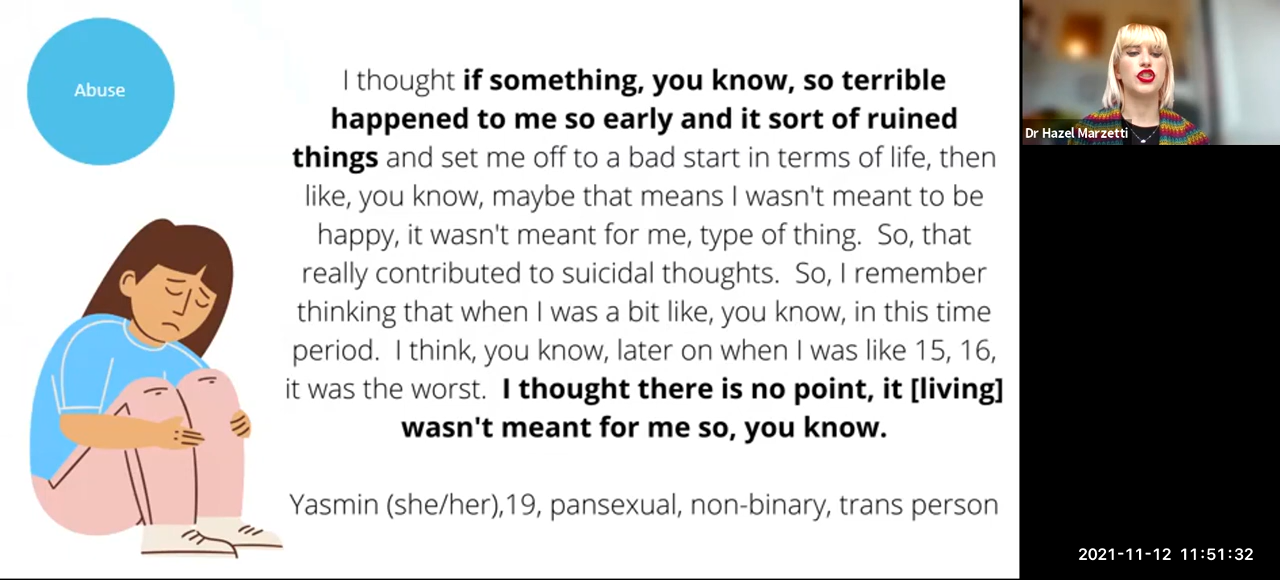 Abuse
I thought if something, you know, so terrible
happened to me so early and it sort of ruined
things and set me off to a bad start in terms of life, then
like, you know, maybe that means I wasn't meant to be
happy, it wasn't meant for me, type of thing.  So, that
really contributed to suicidal thoughts.  So, I remember
thinking that when I was a bit like, you know, in this time
period.  I think, you know, later on when I was like 15, 16,
it was the worst.  I thought there is no point, it [living]
wasn't meant for me so, you know.
Yasmin (she/her),19, pansexual, non-binary, trans person
Dr Hazel Marzetti
2021-11-12 11:51:32